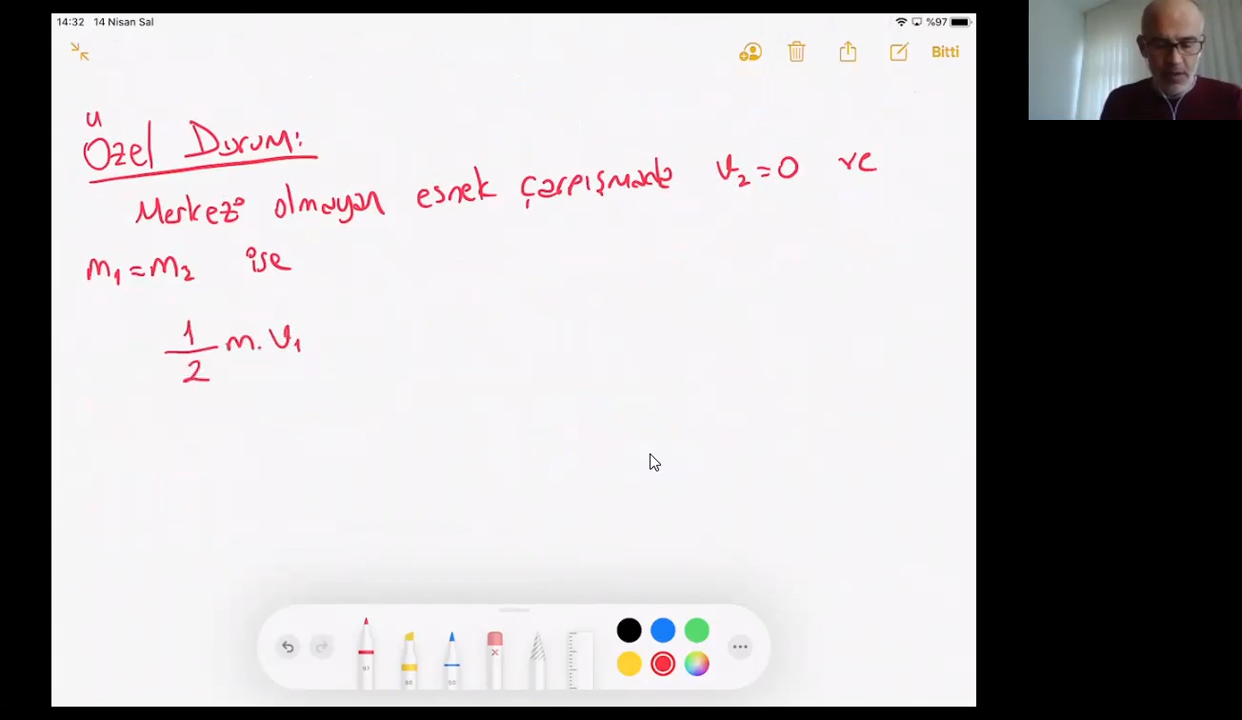 14:32 14 Nisan Sal %97
Bitti
Özel Durum:
Merkezi olmayan esnek çarpışmada v₂=0 ve
m₁=m₂ ise
1/2 m.v₁